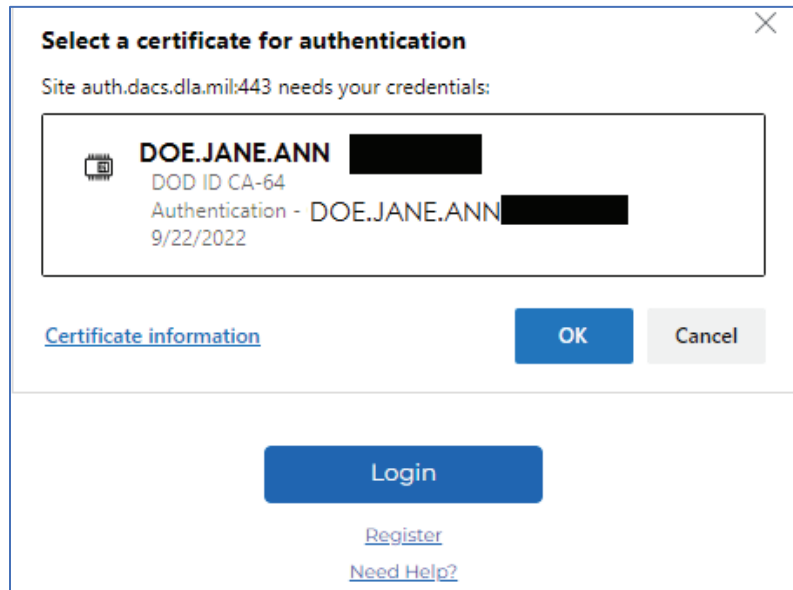 Select a certificate for authentication
Site auth.dacs.dla.mil:443 needs your credentials:
DOE.JANE.ANN
DOD ID CA-64
Authentication - DOE.JANE.ANN
9/22/2022
Certificate information
OK
Cancel
Login
Register
Need Help?